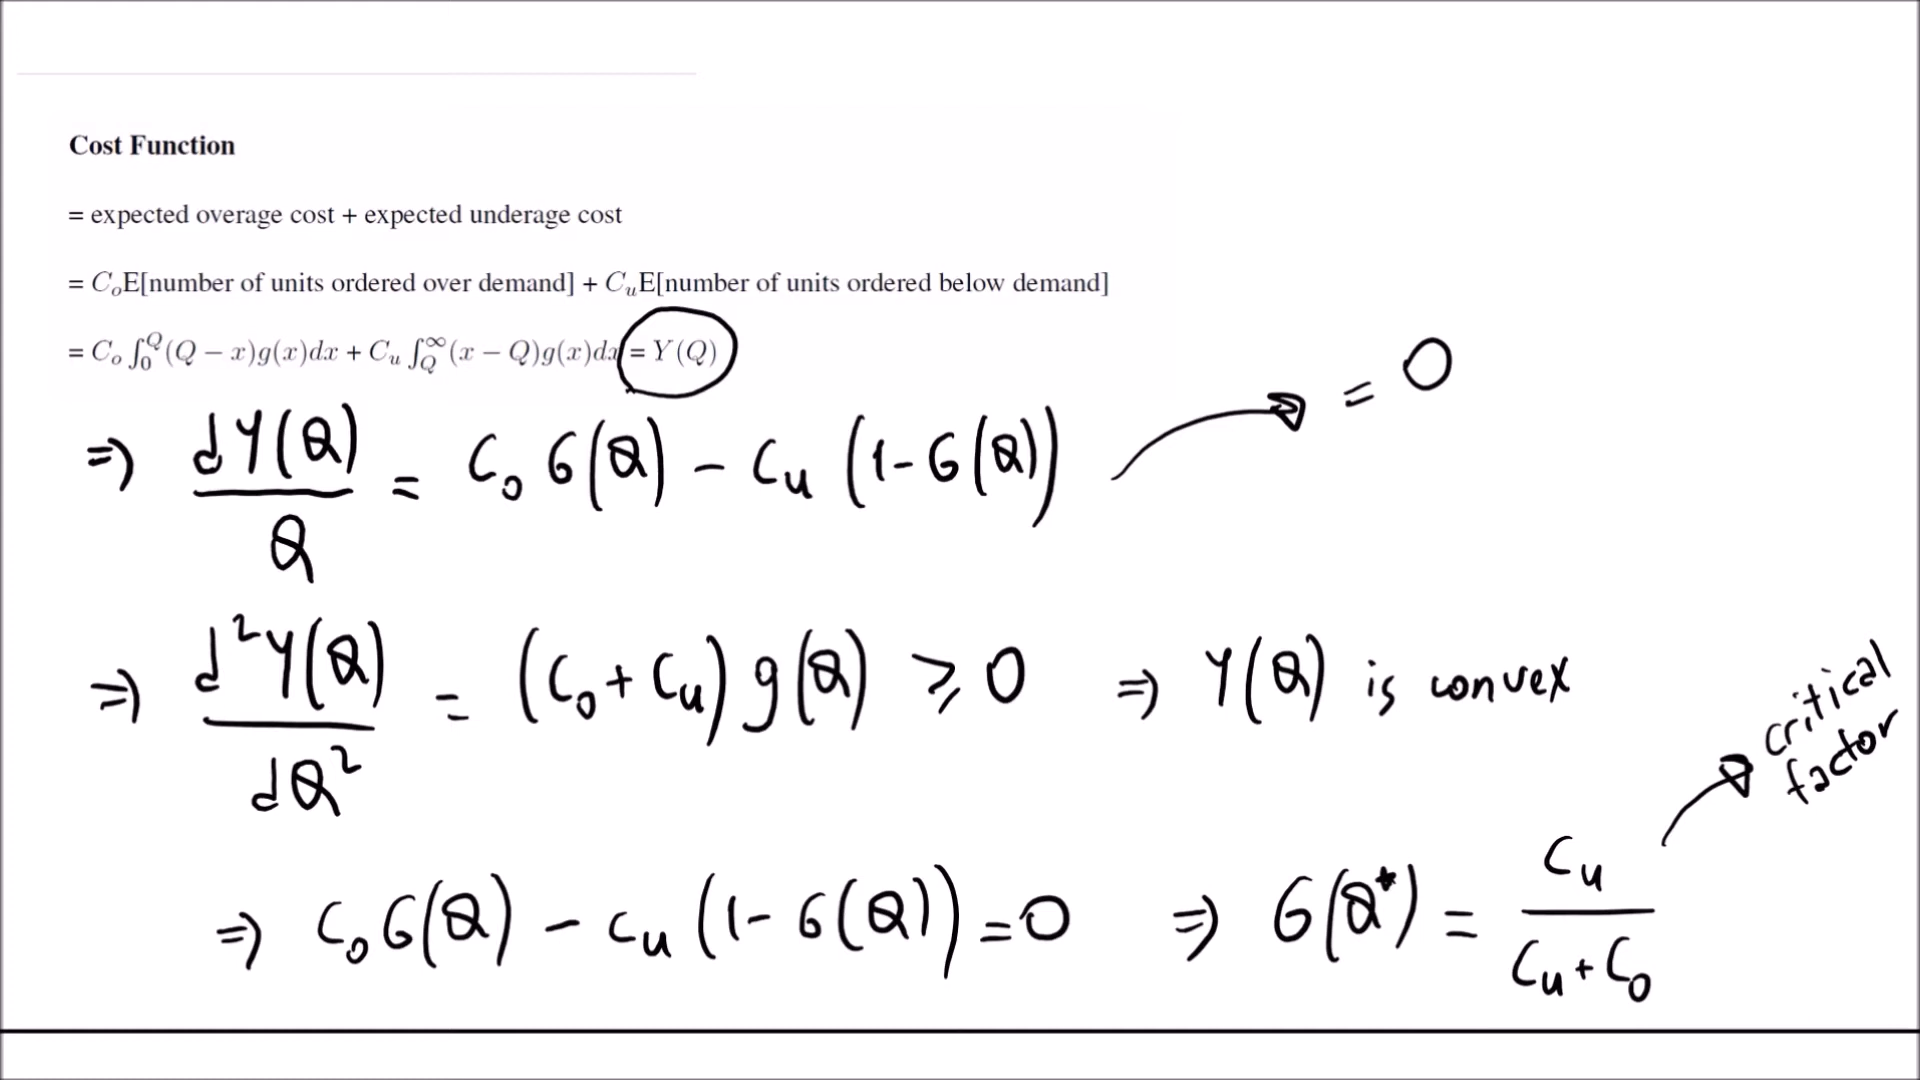 Cost Function
= expected overage cost + expected underage cost
= C_oE[number of units ordered over demand] + C_uE[number of units ordered below demand]
= C_o ∫_0^Q (Q − x)g(x)dx + C_u ∫_Q^∞ (x − Q)g(x)dx = Y(Q)
⇒ dY(Q)/Q = C_o G(Q) − C_u (1 − G(Q)) = 0
⇒ d²Y(Q)/dQ² = (C_o + C_u) g(Q) ≥ 0 ⇒ Y(Q) is convex
critical
factor
⇒ C_o G(Q) − C_u (1 − G(Q)) = 0 ⇒ G(Q*) = C_u/(C_u + C_o)